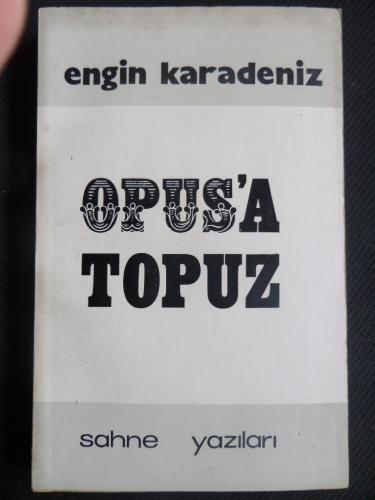 engin karadeniz
OPUS'A
TOPUZ
sahne yazıları